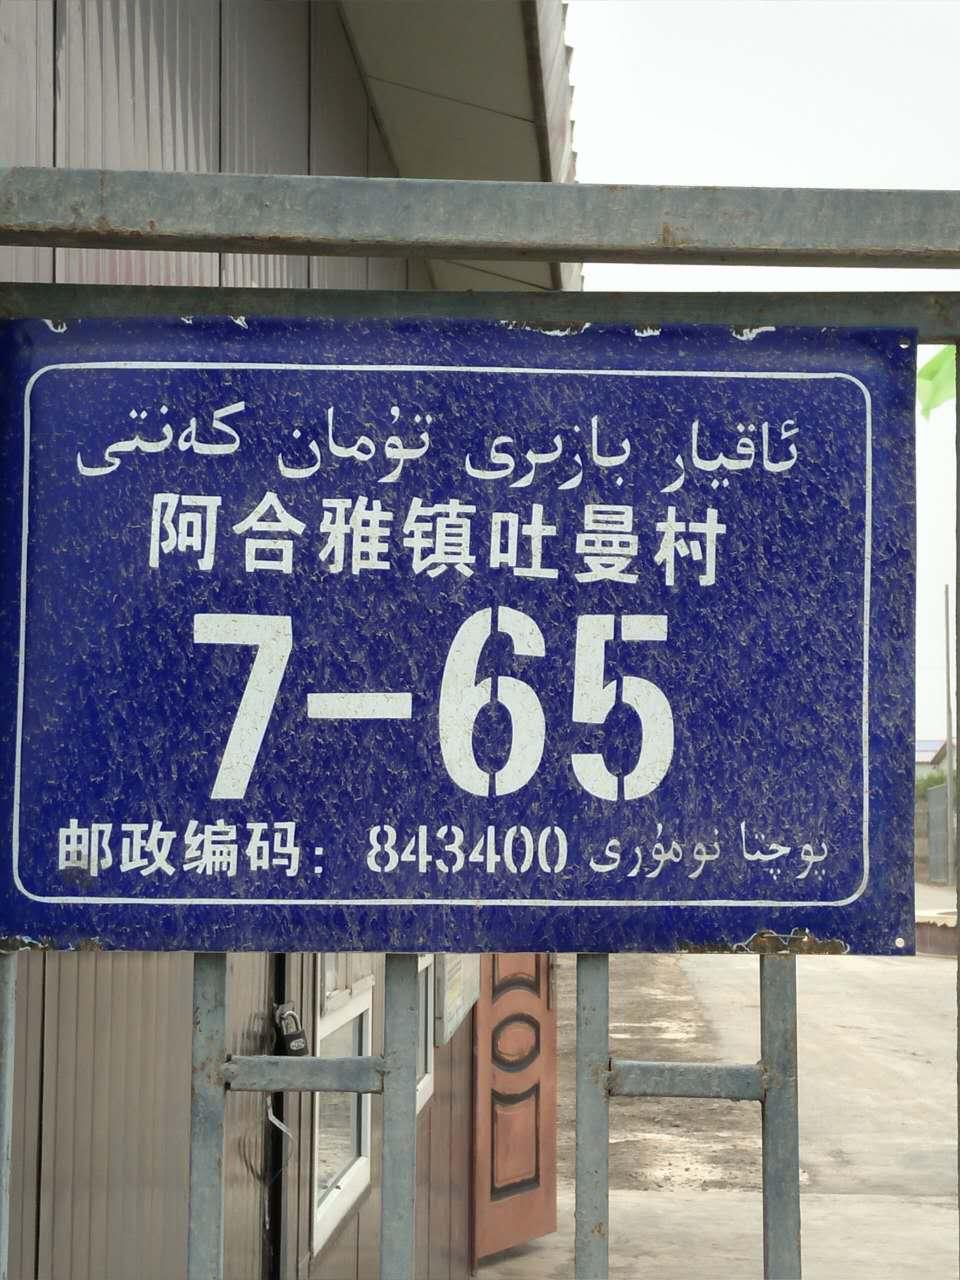 ئاقيار بازىرى تۇمان كەنتى
阿合雅镇吐曼村
7-65
邮政编码：843400 پوچتا نومۇرى